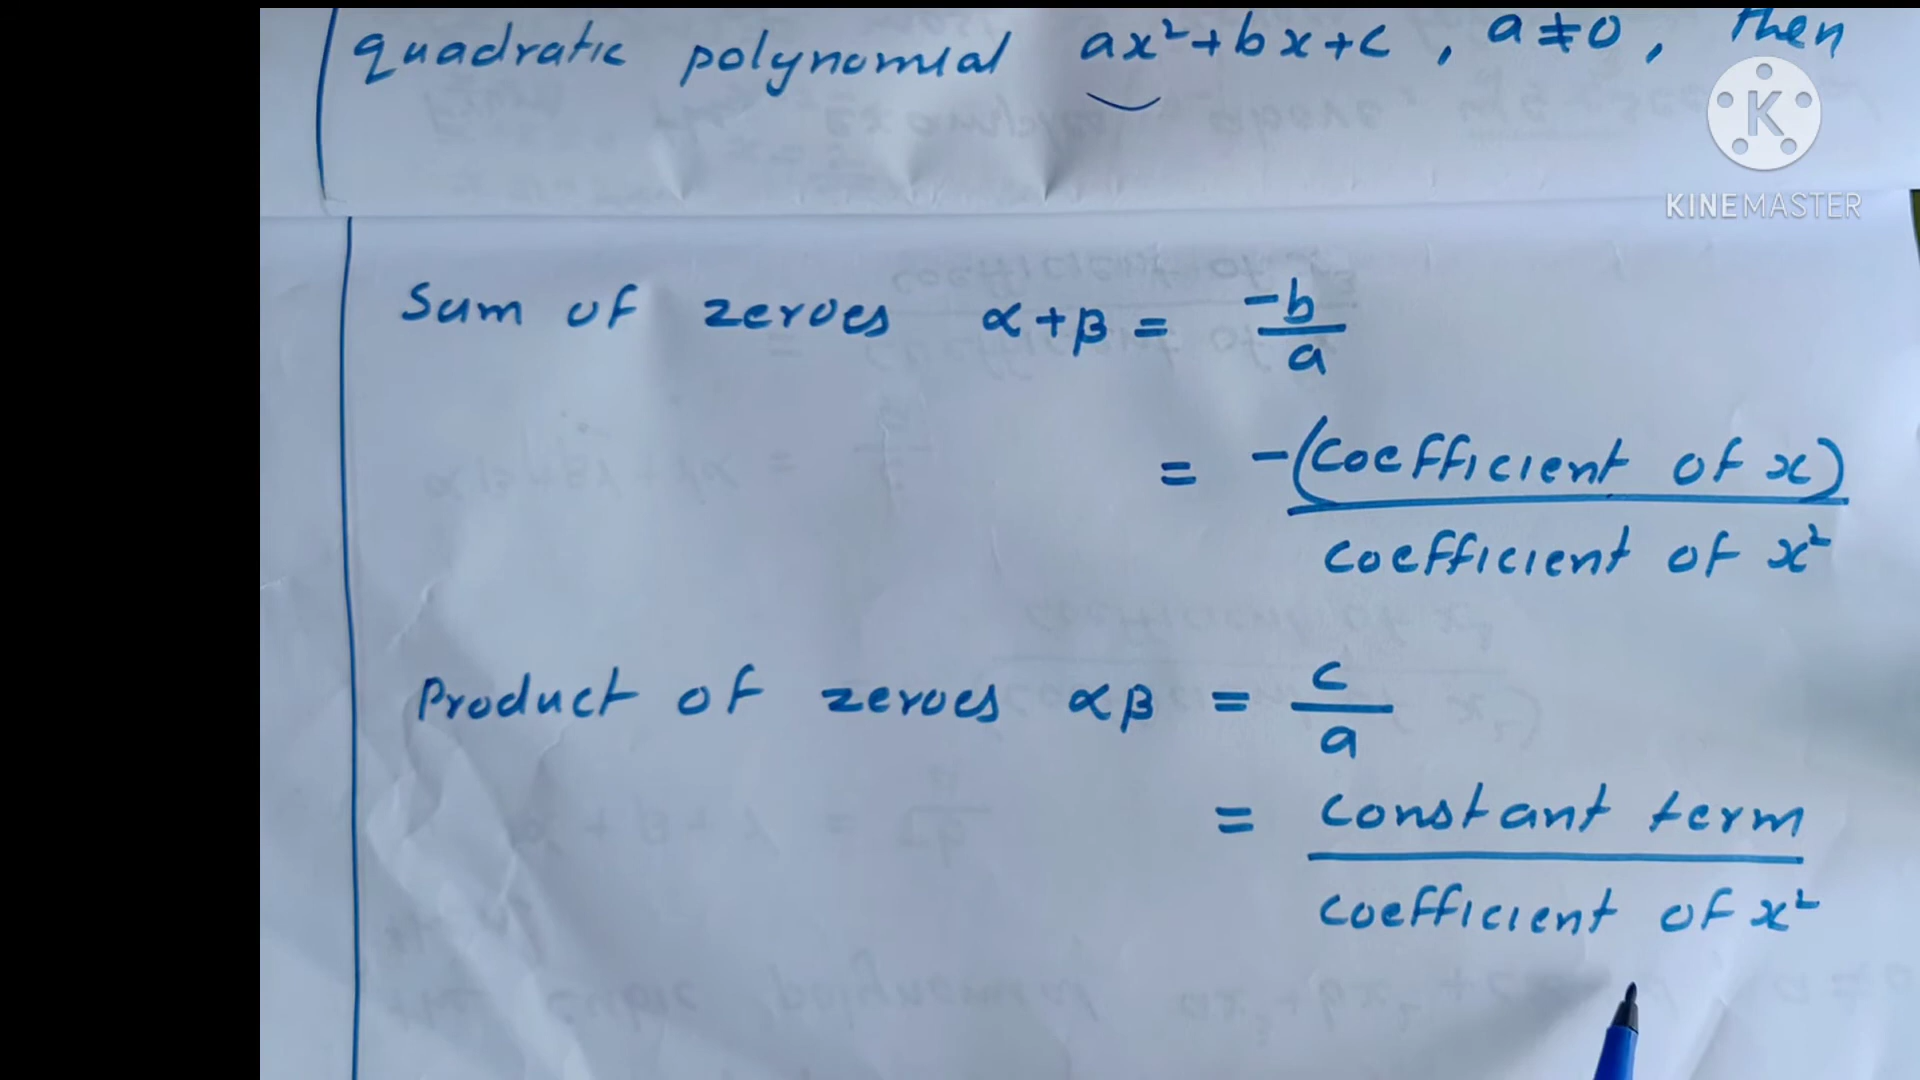 quadratic polynomial ax²+bx+c, a≠0, then
K
KINEMASTER
Sum of zeroes α+β = -b/a
= -(coefficient of x)/coefficient of x²
Product of zeroes αβ = c/a
= constant term/coefficient of x²